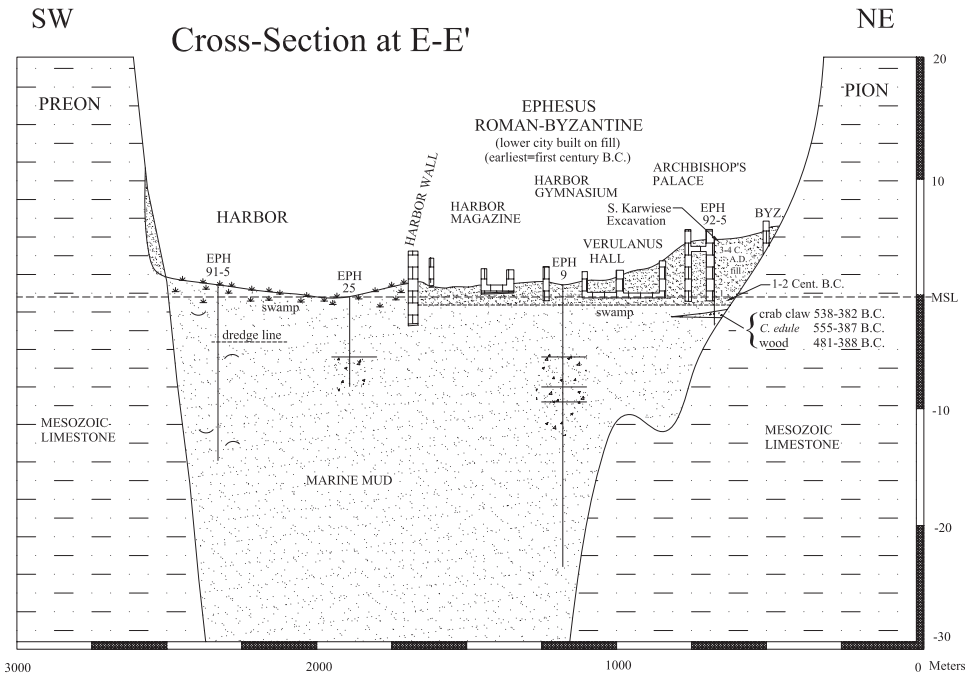 SW
NE
Cross-Section at E-E'
20
PREON
PION
EPHESUS
ROMAN-BYZANTINE
(lower city built on fill)
(earliest=first century B.C.)
ARCHBISHOP'S
PALACE
10
HARBOR
GYMNASIUM
HARBOR WALL
HARBOR
MAGAZINE
S. Karwiese
Excavation
EPH
92-5
BYZ.
HARBOR
VERULANUS
HALL
EPH
91-5
EPH
25
EPH
9
3-4 C.
A.D.
fill
1-2 Cent. B.C.
MSL
swamp
swamp
crab claw 538-382 B.C.
C. edule 555-387 B.C.
wood 481-388 B.C.
dredge line
-10
MESOZOIC
LIMESTONE
MESOZOIC
LIMESTONE
MARINE MUD
-20
-30
3000
2000
1000
0 Meters